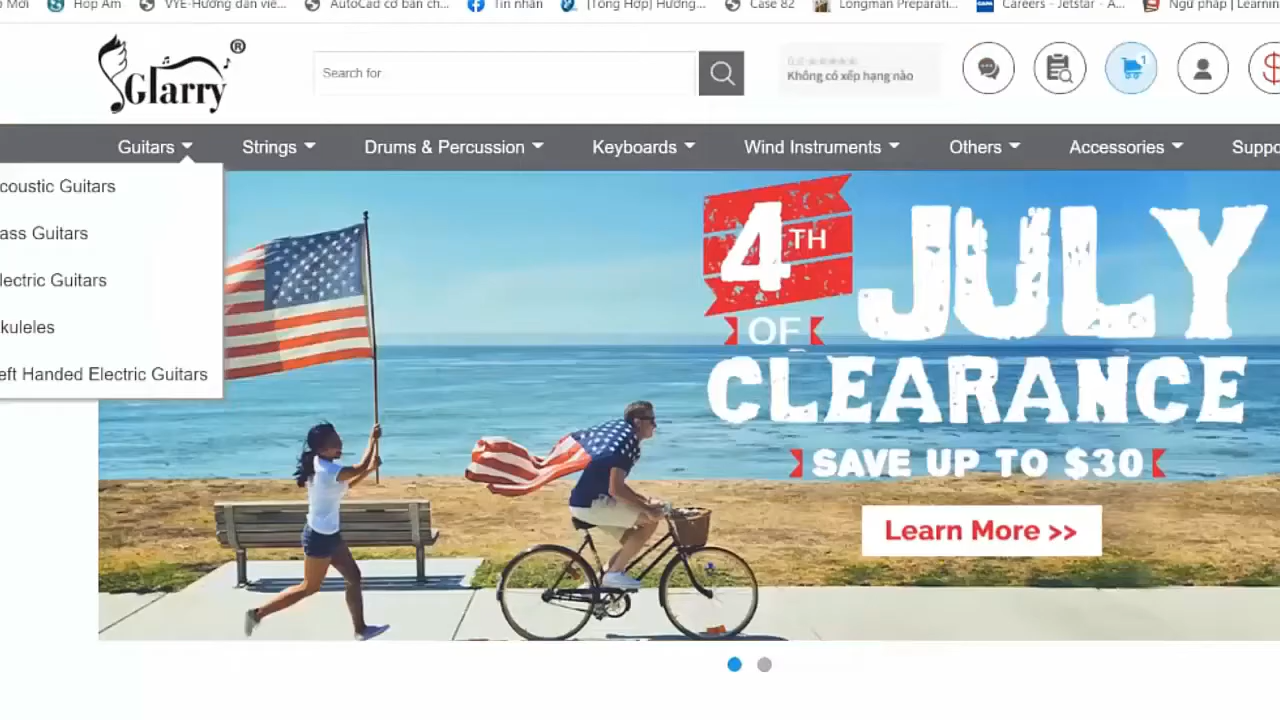 Mới
Hợp Âm
VYE-Hướng dẫn viê...
AutoCad cơ bản ch...
Tin nhắn
[Tổng Hợp] Hướng...
Case 82
Longman Preparati...
Careers - Jetstar - A...
Ngữ pháp | Learnin
Glarry ®
Search for
0.0 ★★★★★
Không có xếp hạng nào
1
$
Guitars
Strings
Drums & Percussion
Keyboards
Wind Instruments
Others
Accessories
Suppo
coustic Guitars
ass Guitars
lectric Guitars
kuleles
eft Handed Electric Guitars
4TH
OF
JULY
CLEARANCE
SAVE UP TO $30
Learn More >>